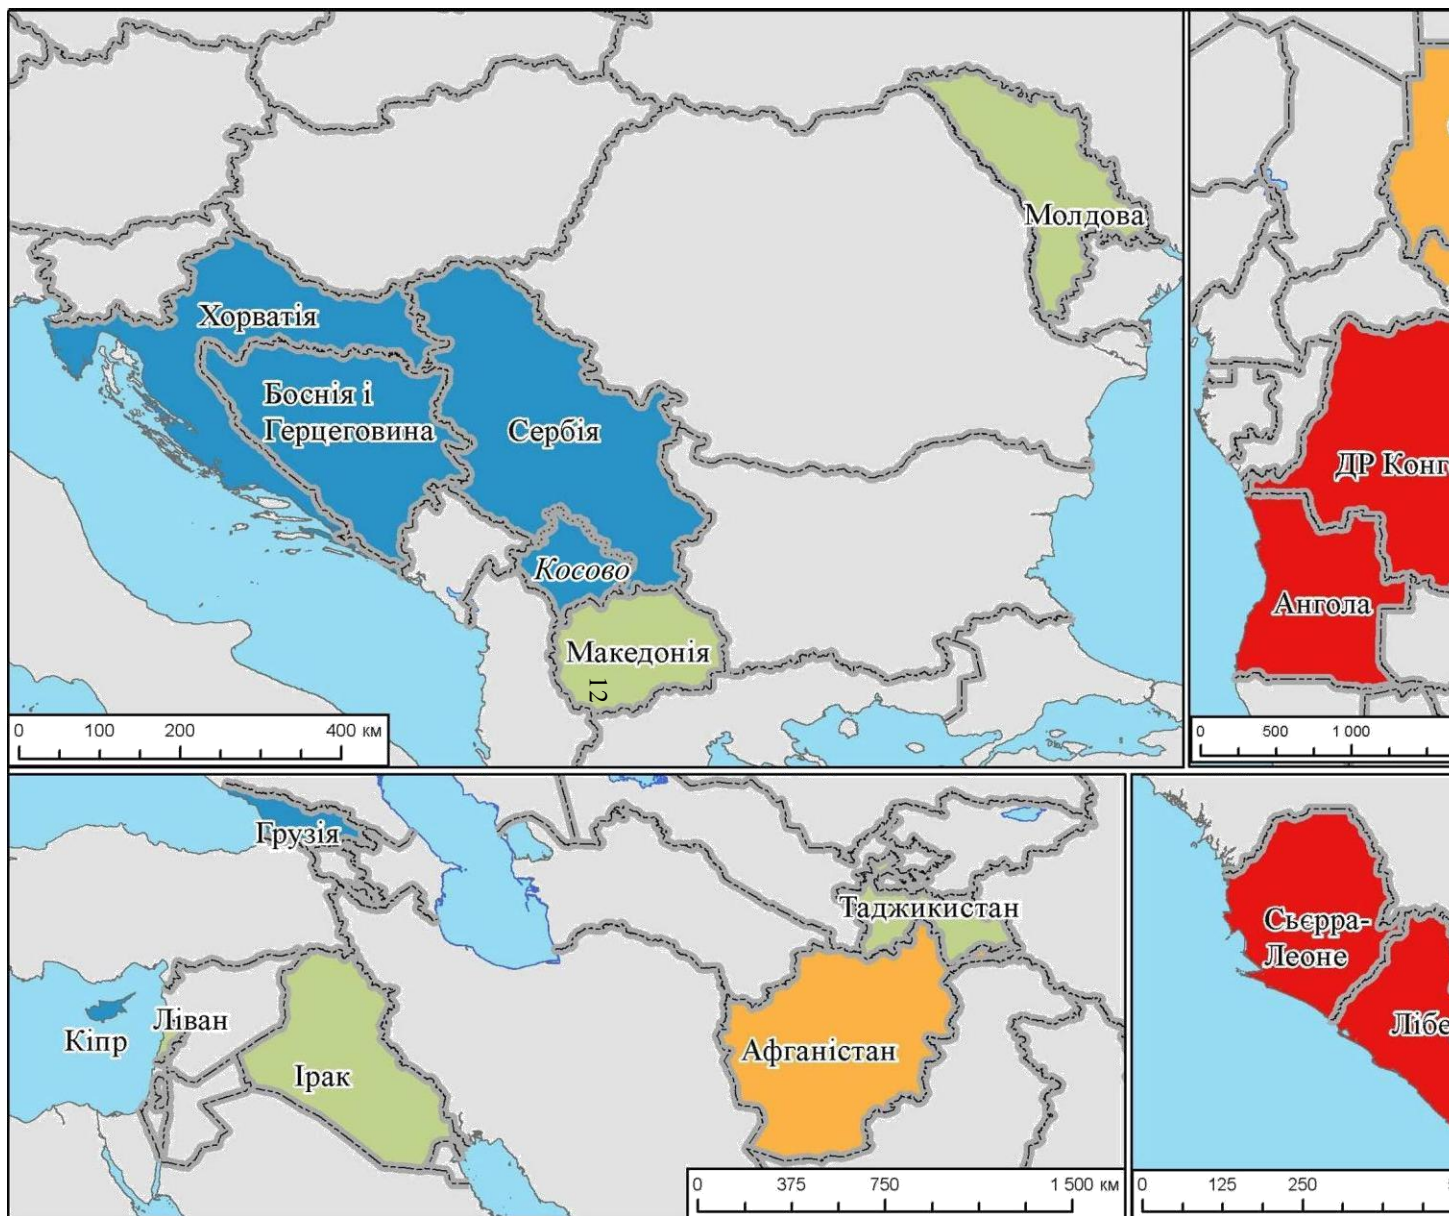 Молдова
Хорватія
Боснія і
Герцеговина
Сербія
Косово
Македонія
12
0 100 200 400 км
ДР Конг
Ангола
0 500 1 000
Грузія
Таджикистан
Кіпр
Ліван
Ірак
Афганістан
0 375 750 1 500 км
Сьєрра-
Леоне
Лібе
0 125 250